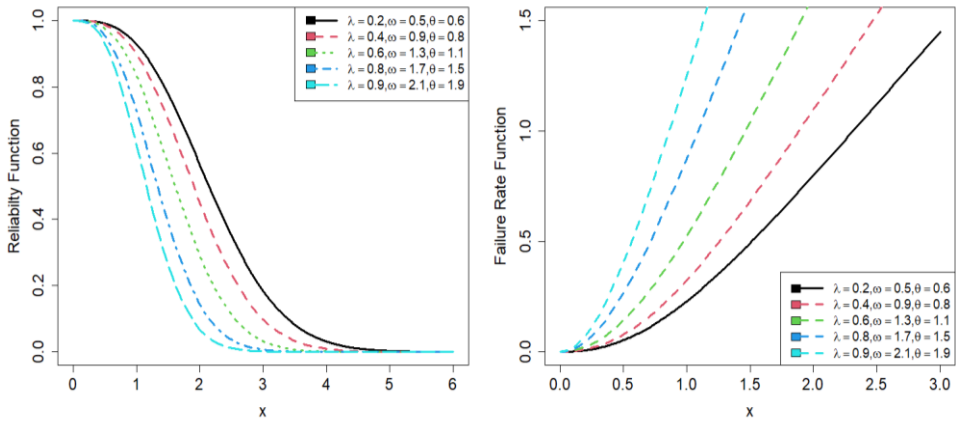 Reliabilty Function
1.0
0.8
0.6
0.4
0.2
0.0
λ = 0.2,ω = 0.5,θ = 0.6
λ = 0.4,ω = 0.9,θ = 0.8
λ = 0.6,ω = 1.3,θ = 1.1
λ = 0.8,ω = 1.7,θ = 1.5
λ = 0.9,ω = 2.1,θ = 1.9
0 1 2 3 4 5 6
x
Failure Rate Function
1.5
1.0
0.5
0.0
λ = 0.2,ω = 0.5,θ = 0.6
λ = 0.4,ω = 0.9,θ = 0.8
λ = 0.6,ω = 1.3,θ = 1.1
λ = 0.8,ω = 1.7,θ = 1.5
λ = 0.9,ω = 2.1,θ = 1.9
0.0 0.5 1.0 1.5 2.0 2.5 3.0
x